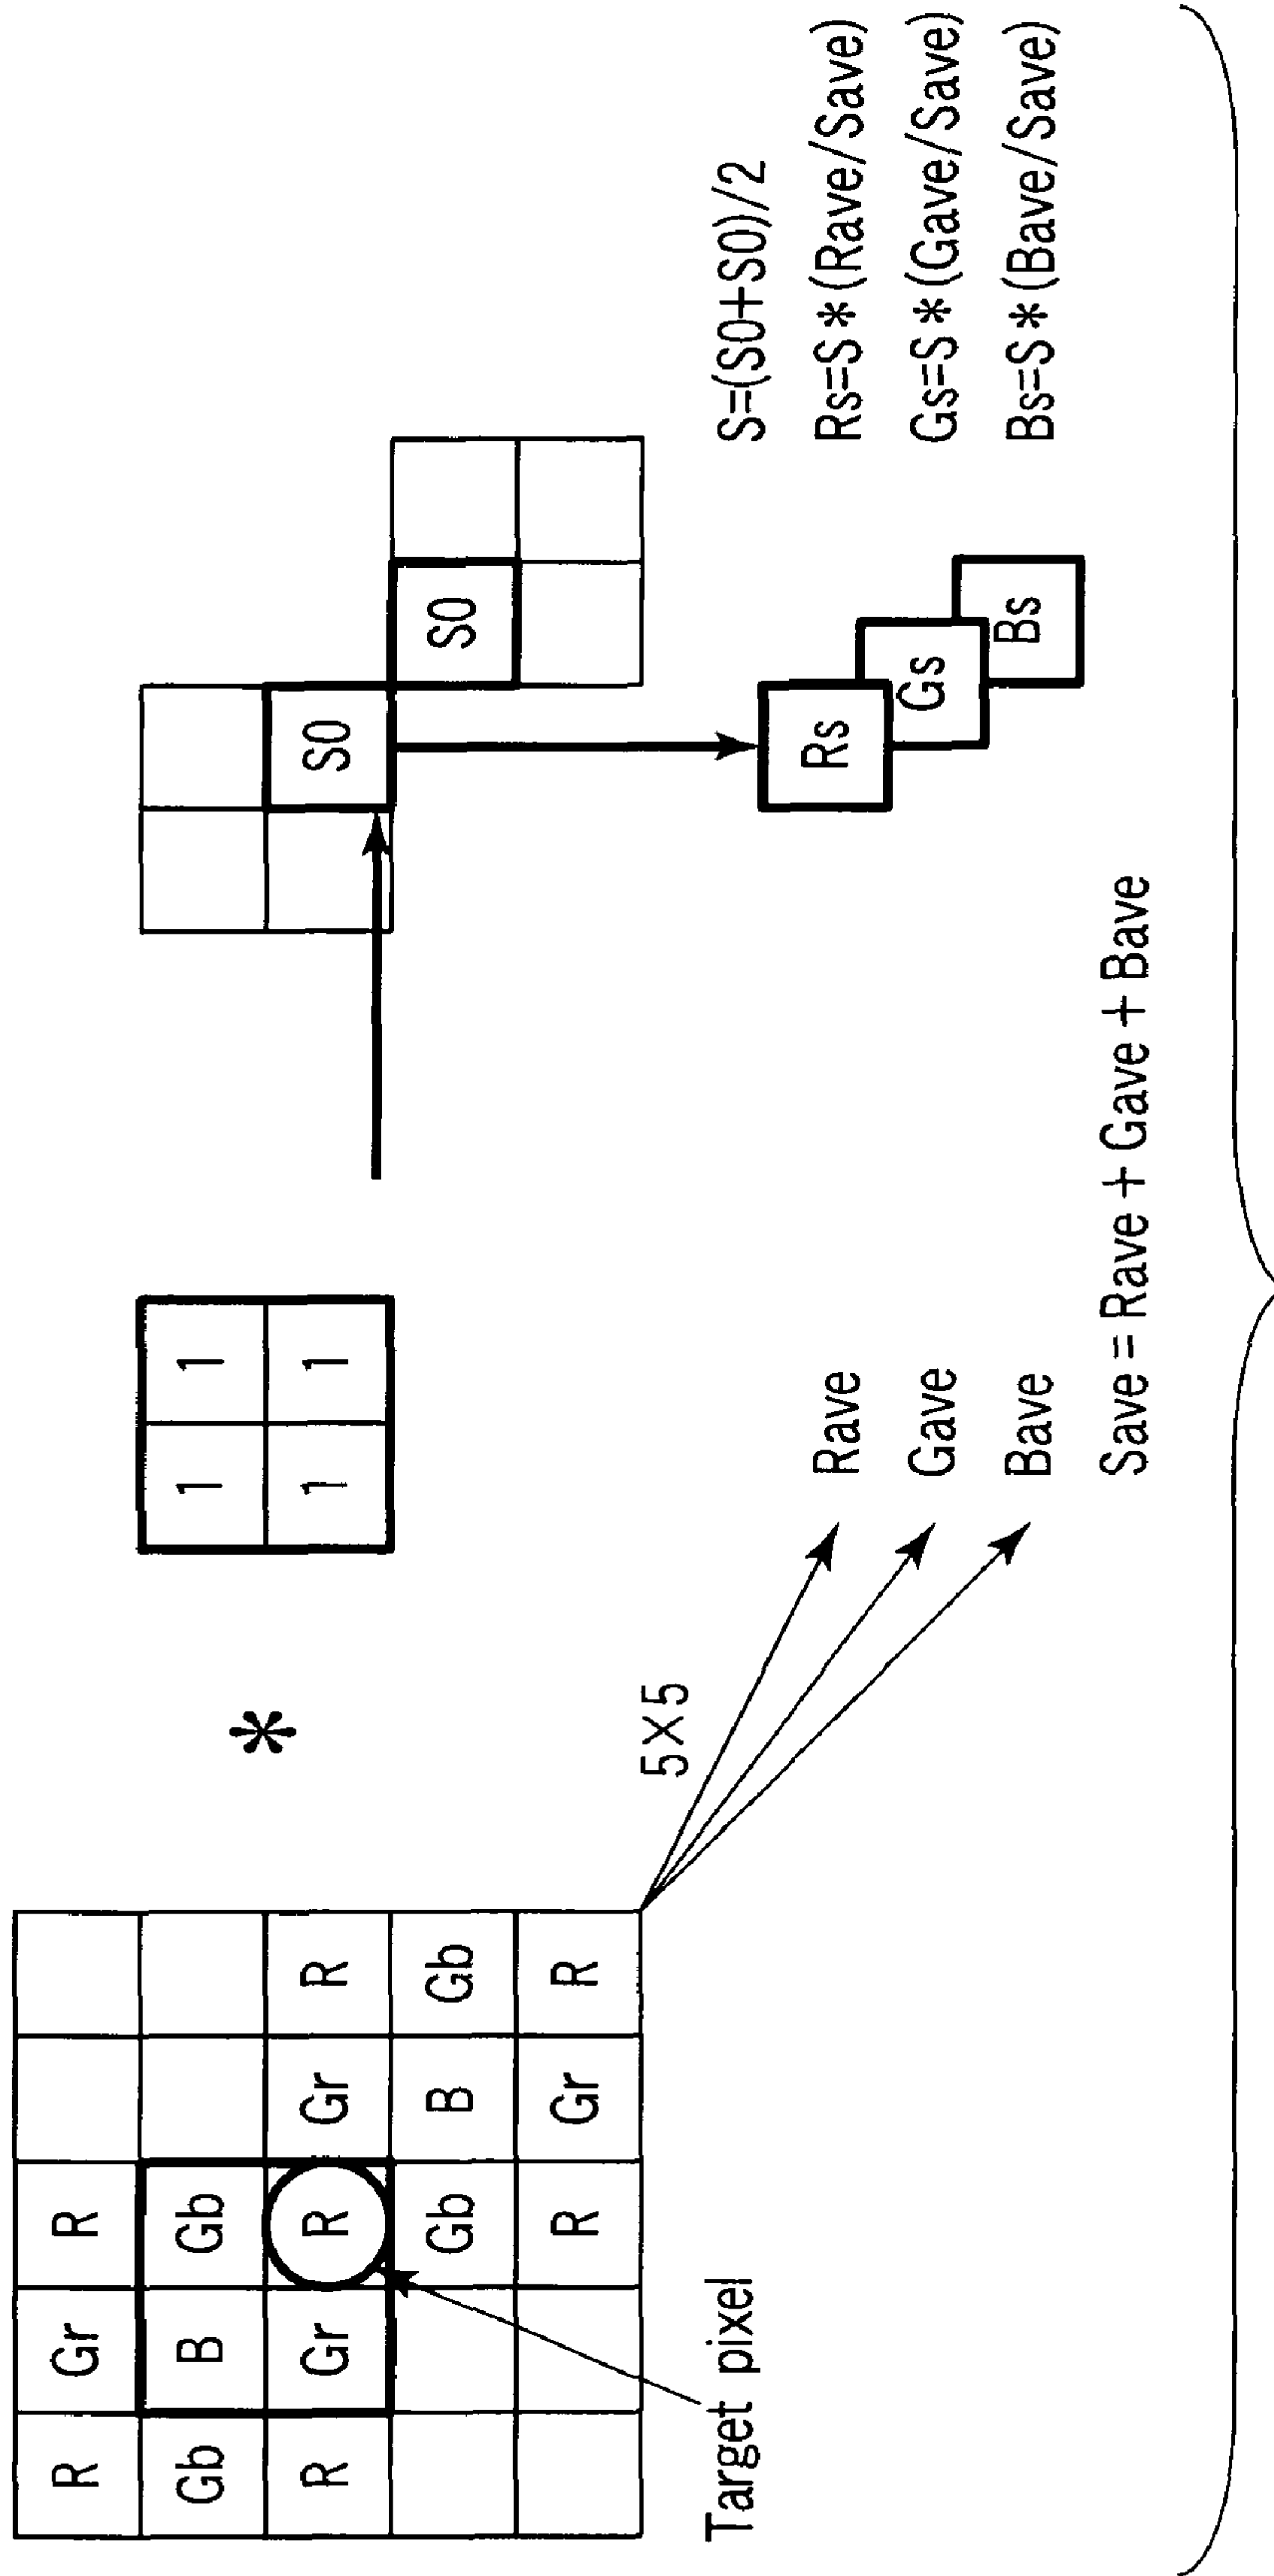 R Gr R
Gb B Gb
R Gr R Gr R
Gb B Gb
R Gr R
Target pixel
*
1 1
1 1
5×5
Rave
Gave
Bave
Save = Rave + Gave + Bave
S0
S0
Rs
Gs
Bs
S=(S0+S0)/2
Rs=S*(Rave/Save)
Gs=S*(Gave/Save)
Bs=S*(Bave/Save)